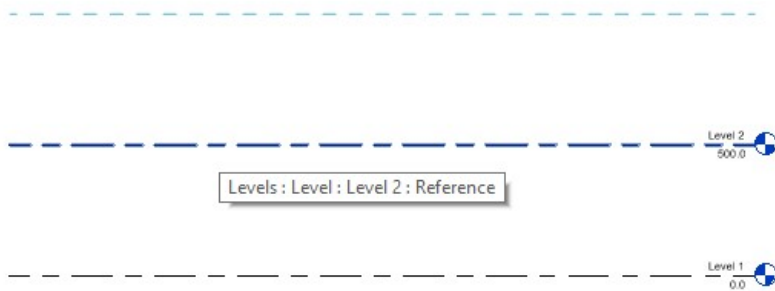 Level 2
500.0
Levels : Level : Level 2 : Reference
Level 1
0.0